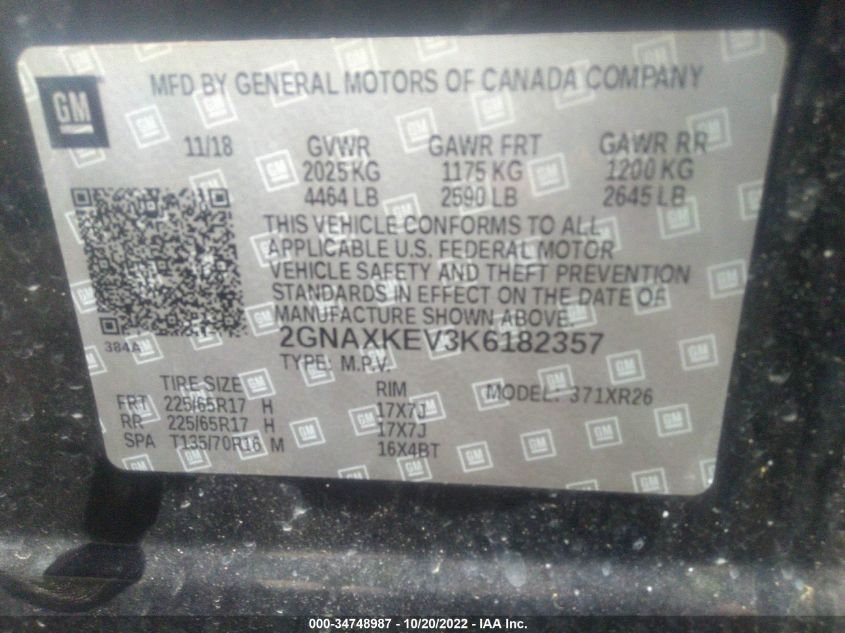 MFD BY GENERAL MOTORS OF CANADA COMPANY
GM
11/18 GVWR GAWR FRT GAWR RR
2025 KG 1175 KG 1200 KG
4464 LB 2590 LB 2645 LB
THIS VEHICLE CONFORMS TO ALL
APPLICABLE U.S. FEDERAL MOTOR
VEHICLE SAFETY AND THEFT PREVENTION
STANDARDS IN EFFECT ON THE DATE OF
MANUFACTURE SHOWN ABOVE.
384A
2GNAXKEV3K6182357
TYPE: M.P.V.
TIRE SIZE RIM MODEL: 371XR26
FRT 225/65R17 H 17X7J
RR 225/65R17 H 17X7J
SPA T135/70R16 M 16X4BT
000-34748987 - 10/20/2022 - IAA Inc.